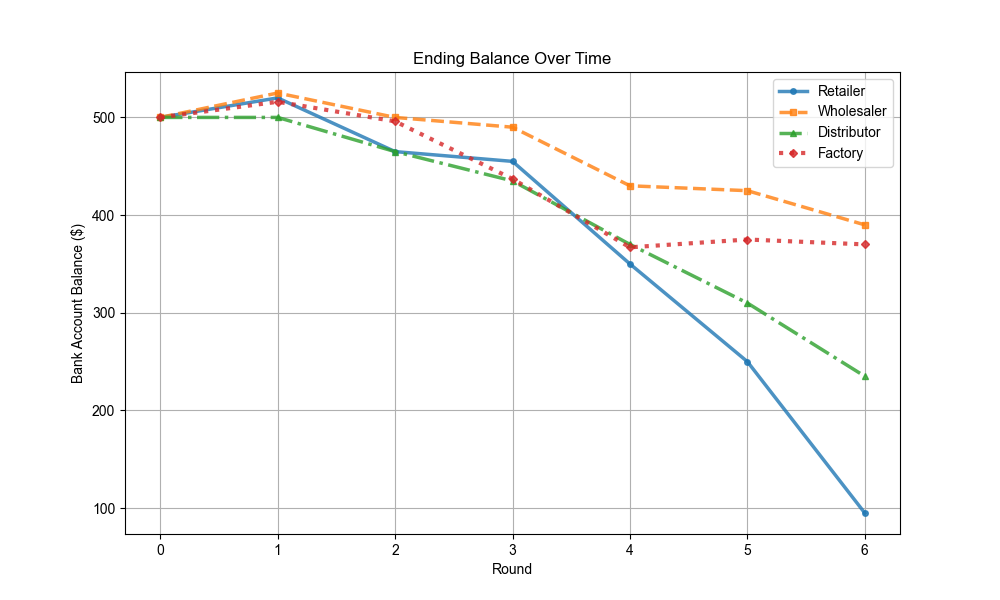 Ending Balance Over Time
Retailer
Wholesaler
Distributor
Factory
500
400
300
200
100
Bank Account Balance ($)
0 1 2 3 4 5 6
Round